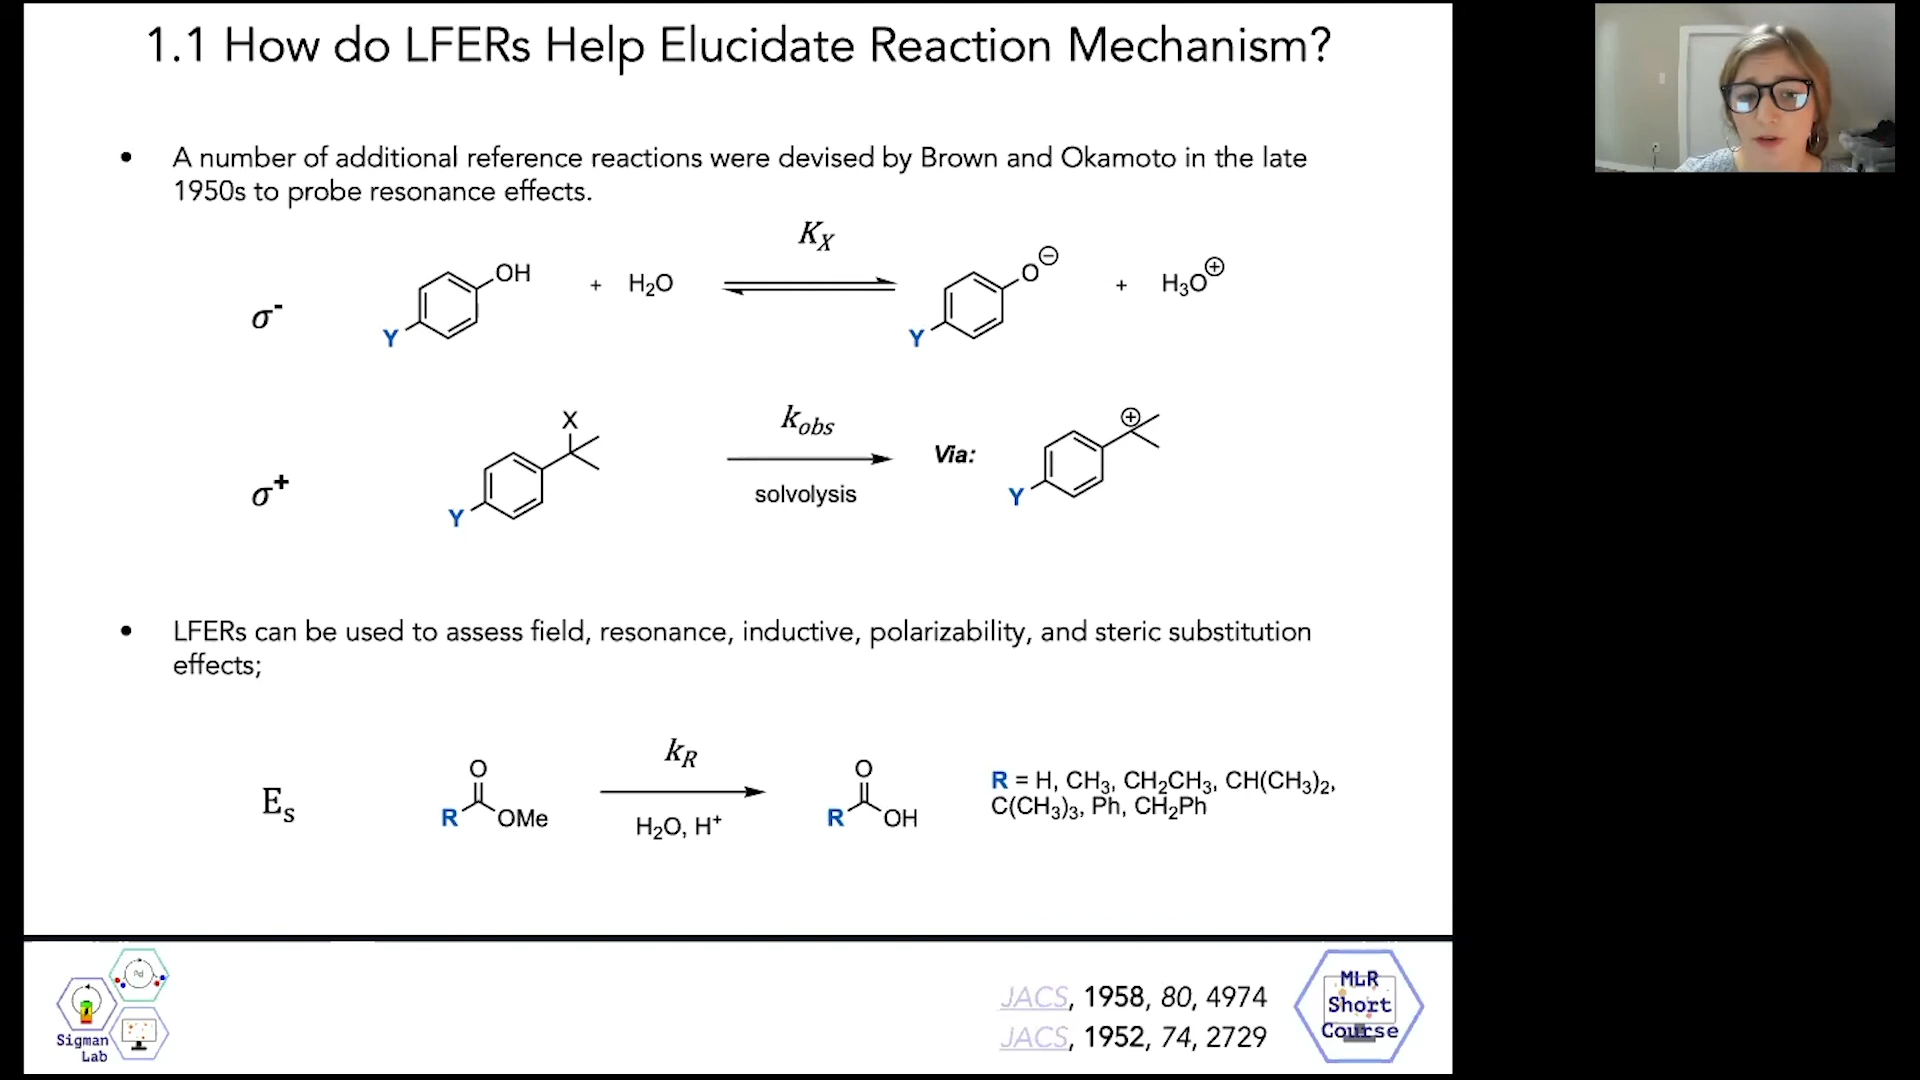 1.1 How do LFERs Help Elucidate Reaction Mechanism?
• A number of additional reference reactions were devised by Brown and Okamoto in the late
1950s to probe resonance effects.
K_X
σ⁻ OH Y + H₂O O ⊖ Y + H₃O ⊕
k_obs
σ⁺ X Y solvolysis Via: ⊕ Y
• LFERs can be used to assess field, resonance, inductive, polarizability, and steric substitution
effects;
k_R
Eₛ R O OMe H₂O, H⁺ R O OH
R = H, CH₃, CH₂CH₃, CH(CH₃)₂,
C(CH₃)₃, Ph, CH₂Ph
Pd
Sigman
Lab
JACS, 1958, 80, 4974
JACS, 1952, 74, 2729
MLR
Short
Course